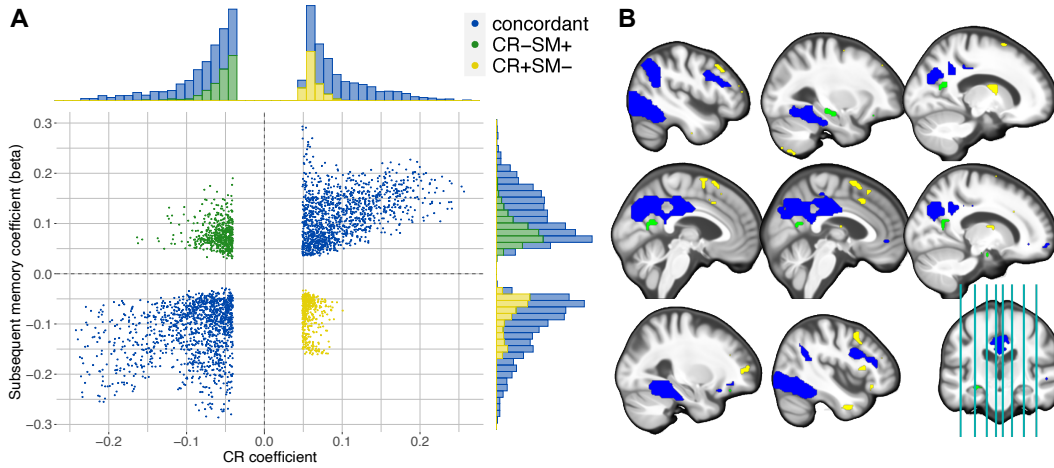 A
B
concordant
CR−SM+
CR+SM−
Subsequent memory coefficient (beta)
0.3
0.2
0.1
0.0
−0.1
−0.2
−0.3
−0.2
−0.1
0.0
0.1
0.2
CR coefficient